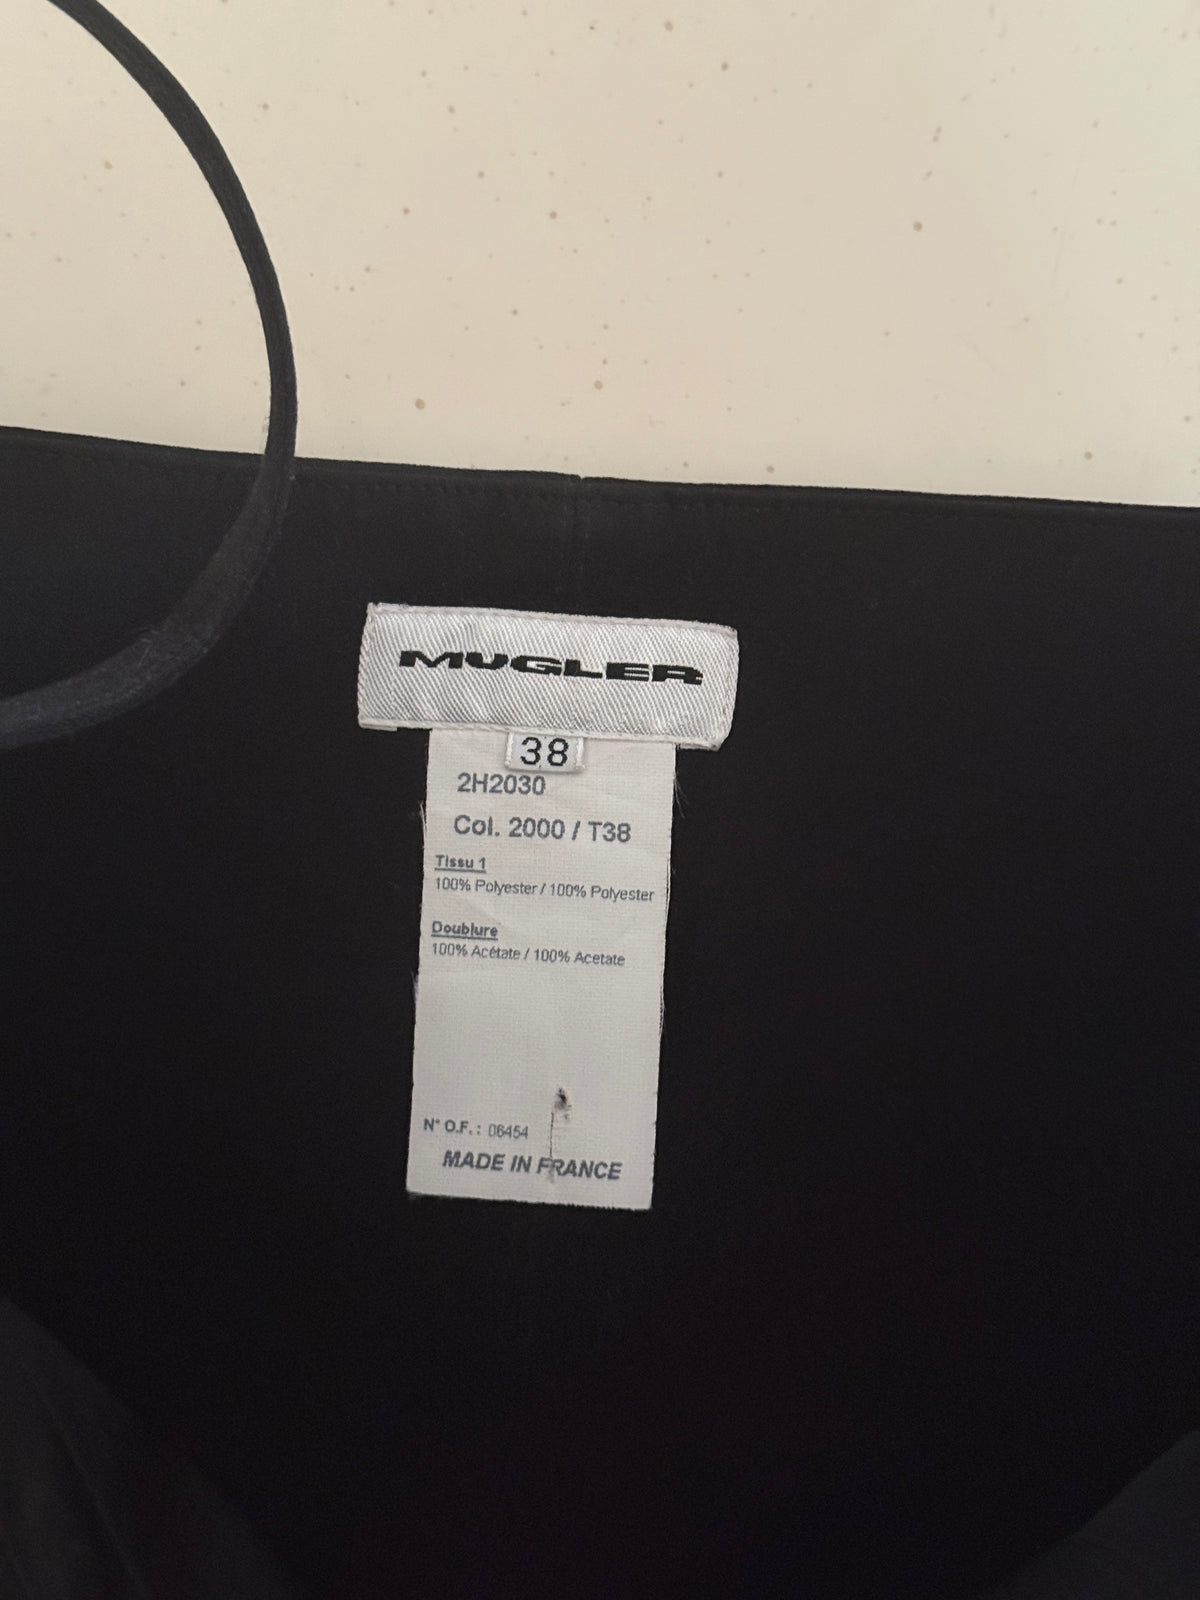 MUGLER
38
2H2030
Col. 2000 / T38
Tissu 1
100% Polyester / 100% Polyester
Doublure
100% Acétate / 100% Acetate
N° O.F. : 06454
MADE IN FRANCE